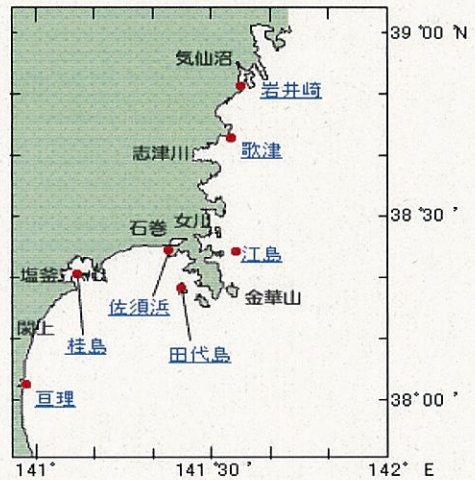 39°00' N
気仙沼
岩井崎
歌津
志津川
38°30'
女川
石巻
江島
塩釜
佐須浜
金華山
閖上
桂島
田代島
38°00'
亘理
141°
141°30'
142° E